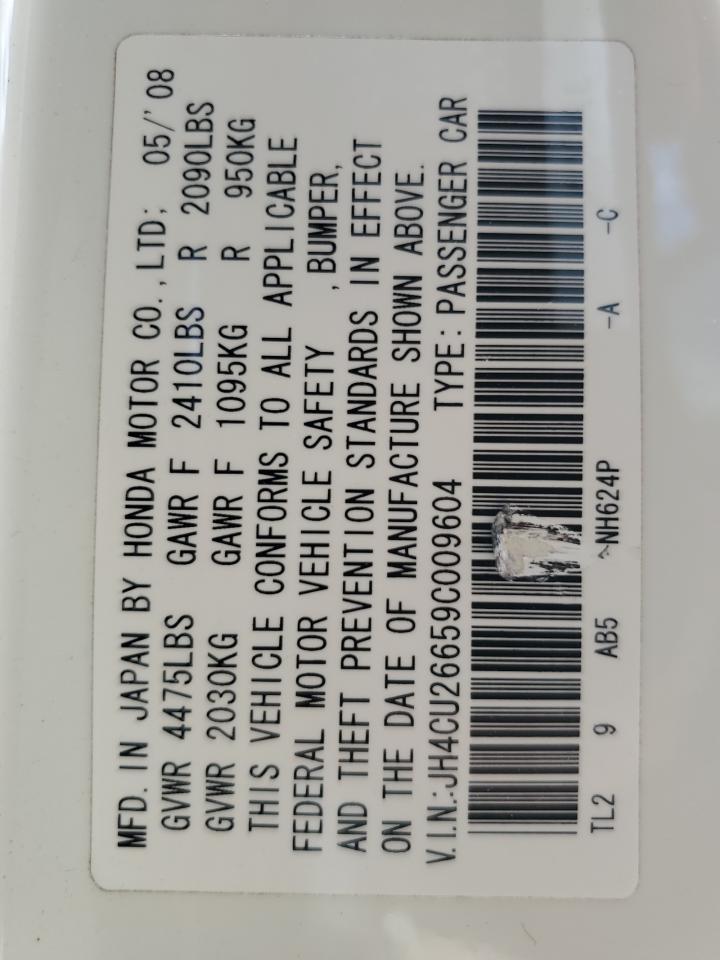 MFD. IN JAPAN BY HONDA MOTOR CO.,LTD; 05/'08
GVWR 4475LBS GAWR F 2410LBS R 2090LBS
GVWR 2030KG GAWR F 1095KG R 950KG
THIS VEHICLE CONFORMS TO ALL APPLICABLE
FEDERAL MOTOR VEHICLE SAFETY , BUMPER,
AND THEFT PREVENTION STANDARDS IN EFFECT
ON THE DATE OF MANUFACTURE SHOWN ABOVE.
V.I.N.:JH4CU26659C009604 TYPE:PASSENGER CAR
TL2 9 AB5 NH624P -A -C